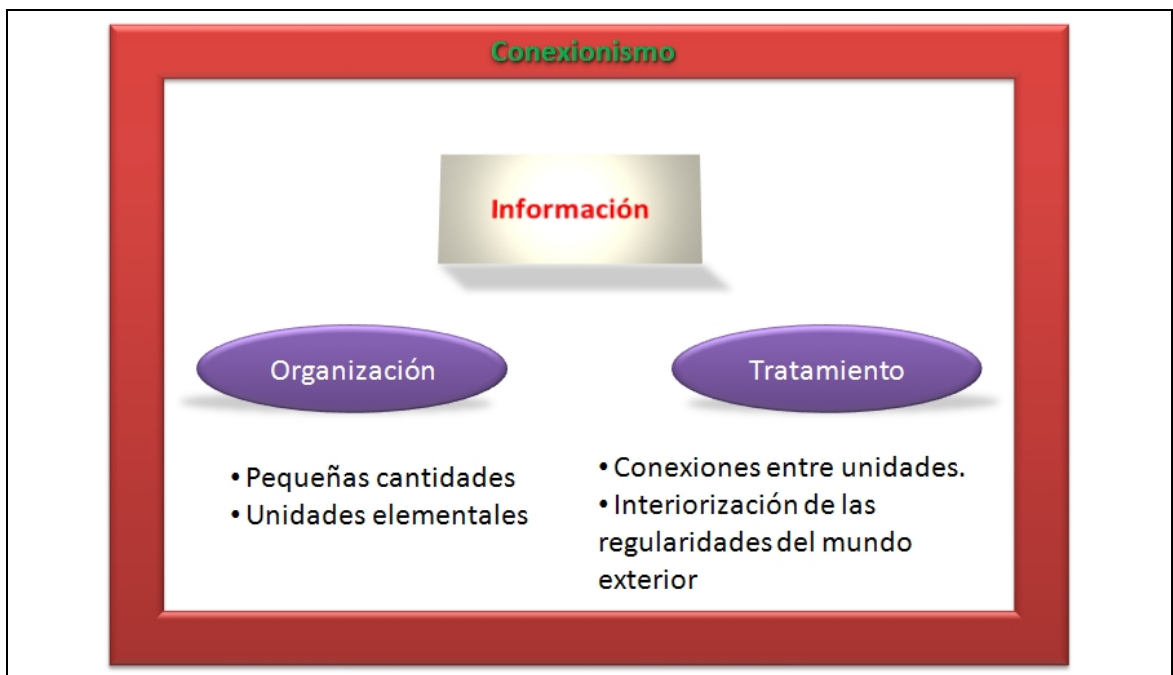 Conexionismo
Información
Organización
Tratamiento
• Pequeñas cantidades
• Unidades elementales
• Conexiones entre unidades.
• Interiorización de las
regularidades del mundo
exterior